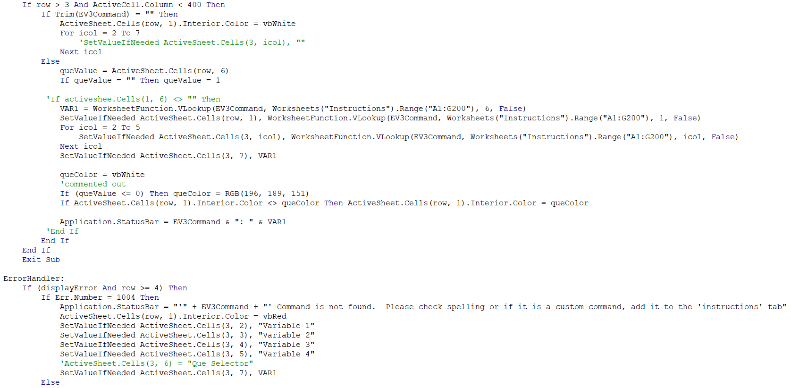 If row > 3 And ActiveCell.Column < 400 Then
If Trim(EV3Command) = "" Then
ActiveSheet.Cells(row, 1).Interior.Color = vbWhite
For icol = 2 To 7
'SetValueIfNeeded ActiveSheet.Cells(3, icol), ""
Next icol
Else
queValue = ActiveSheet.Cells(row, 6)
If queValue = "" Then queValue = 1
'If activeshee.Cells(1, 6) <> "" Then
VAR1 = WorksheetFunction.VLookup(EV3Command, Worksheets("Instructions").Range("A1:G200"), 6, False)
SetValueIfNeeded ActiveSheet.Cells(row, 1), WorksheetFunction.VLookup(EV3Command, Worksheets("Instructions").Range("A1:G200"), 1, False)
For icol = 2 To 5
SetValueIfNeeded ActiveSheet.Cells(3, icol), WorksheetFunction.VLookup(EV3Command, Worksheets("Instructions").Range("A1:G200"), icol, False)
Next icol
SetValueIfNeeded ActiveSheet.Cells(3, 7), VAR1
queColor = vbWhite
'commented out
If (queValue <= 0) Then queColor = RGB(196, 189, 151)
If ActiveSheet.Cells(row, 1).Interior.Color <> queColor Then ActiveSheet.Cells(row, 1).Interior.Color = queColor
Application.StatusBar = EV3Command & ": " & VAR1
'End If
End If
End If
Exit Sub
ErrorHandler:
If (displayError And row >= 4) Then
If Err.Number = 1004 Then
Application.StatusBar = "'" + EV3Command + "' Command is not found.  Please check spelling or if it is a custom command, add it to the 'instructions' tab"
ActiveSheet.Cells(row, 1).Interior.Color = vbRed
SetValueIfNeeded ActiveSheet.Cells(3, 2), "Variable 1"
SetValueIfNeeded ActiveSheet.Cells(3, 3), "Variable 2"
SetValueIfNeeded ActiveSheet.Cells(3, 4), "Variable 3"
SetValueIfNeeded ActiveSheet.Cells(3, 5), "Variable 4"
'ActiveSheet.Cells(3, 6) = "Que Selector"
SetValueIfNeeded ActiveSheet.Cells(3, 7), VAR1
Else